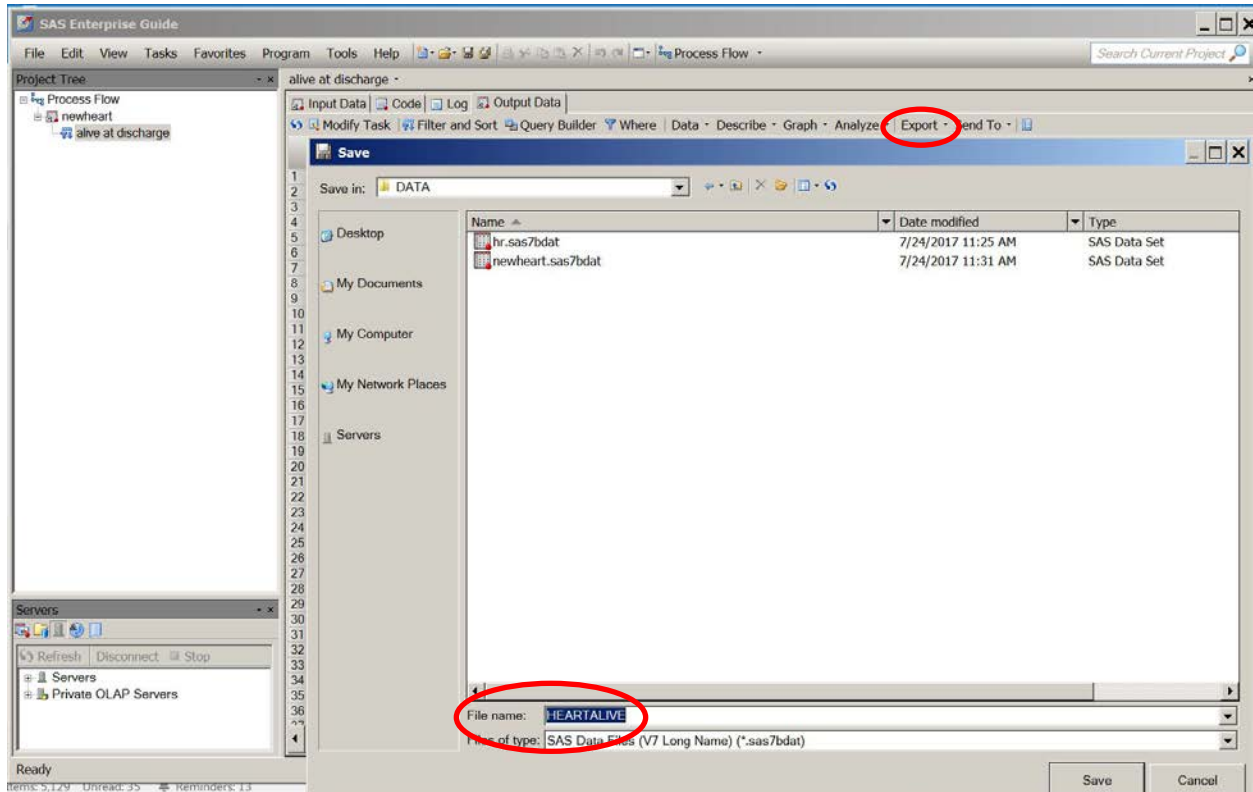 SAS Enterprise Guide
File Edit View Tasks Favorites Program Tools Help Process Flow Search Current Project
Project Tree
Process Flow
newheart
alive at discharge
alive at discharge
Input Data Code Log Output Data
Modify Task Filter and Sort Query Builder Where Data Describe Graph Analyze Export Send To
Save
Save in: DATA
Name Date modified Type
hr.sas7bdat 7/24/2017 11:25 AM SAS Data Set
newheart.sas7bdat 7/24/2017 11:31 AM SAS Data Set
Desktop
My Documents
My Computer
My Network Places
Servers
1
2
3
4
5
6
7
8
9
10
11
12
13
14
15
16
17
18
19
20
21
22
23
24
25
26
27
28
29
30
31
32
33
34
35
36
Servers
Refresh Disconnect Stop
Servers
Private OLAP Servers
File name: HEARTALIVE
Files of type: SAS Data Files (V7 Long Name) (*.sas7bdat)
Save Cancel
Ready
Items: 5,129 Unread: 35 Reminders: 13